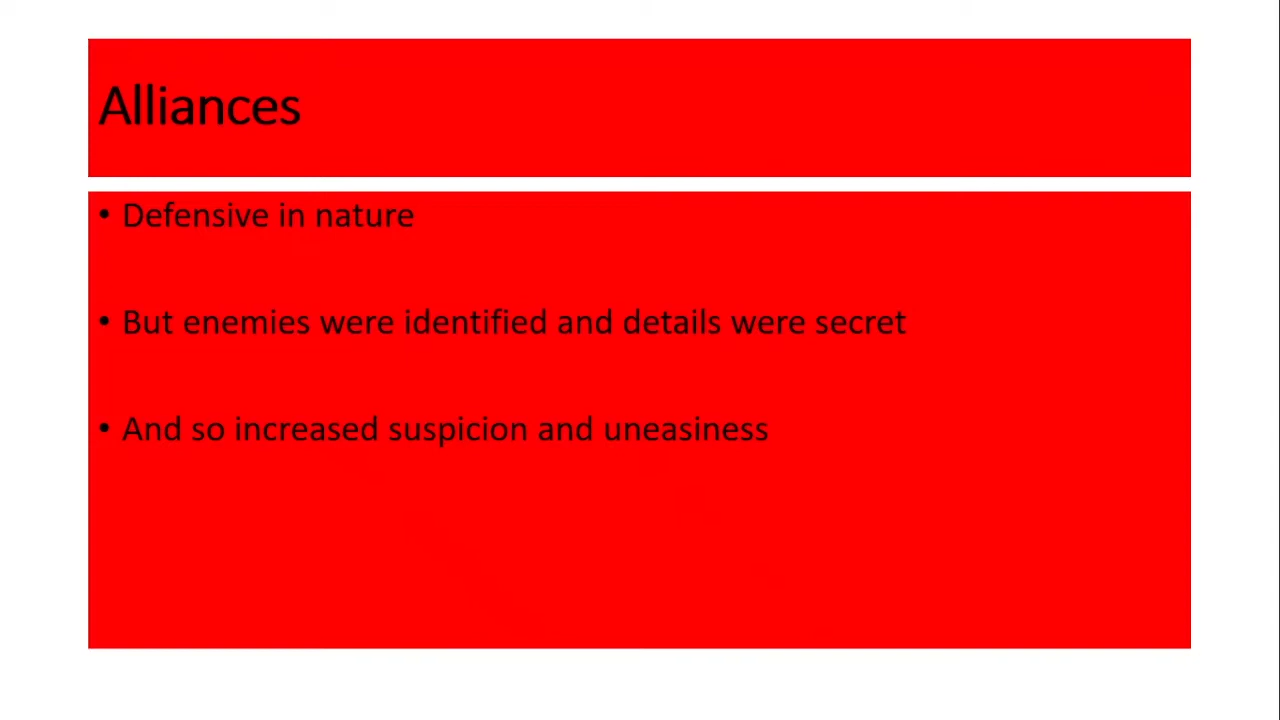 Alliances
• Defensive in nature
• But enemies were identified and details were secret
• And so increased suspicion and uneasiness